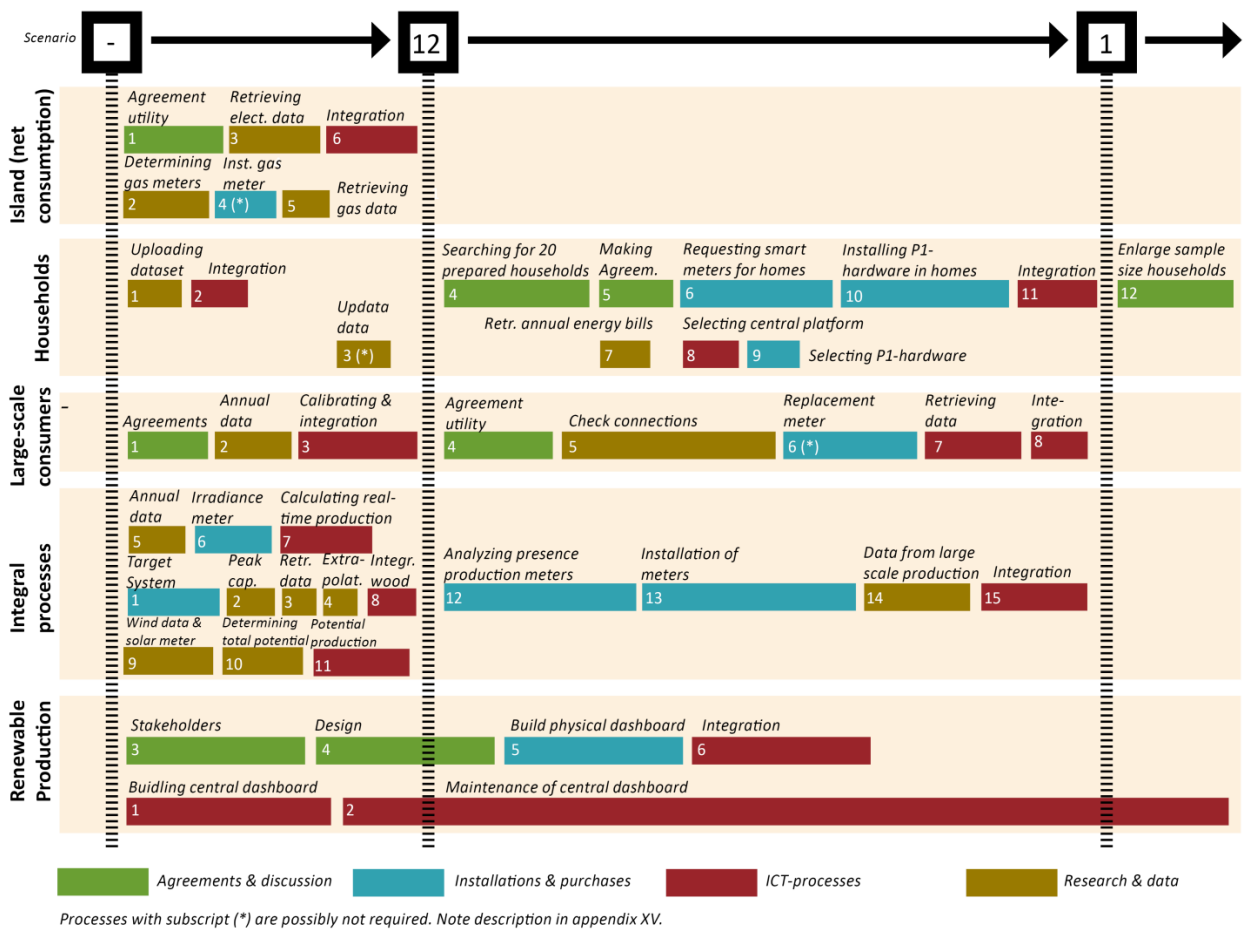 Scenario
-
12
1
Island (net
consumtption)
Agreement
utility
1
Retrieving
elect. data
3
Integration
6
Determining
gas meters
2
Inst. gas
meter
4 (*)
5
Retrieving
gas data
Households
Uploading
dataset
1
Integration
2
Updata
data
3 (*)
Searching for 20
prepared households
4
Making
Agreem.
5
Requesting smart
meters for homes
6
Installing P1-
hardware in homes
10
Integration
11
Enlarge sample
size households
12
Retr. annual energy bills
7
Selecting central platform
8
9
Selecting P1-hardware
Large-scale
consumers
-
Agreements
1
Annual
data
2
Calibrating &
integration
3
Agreement
utility
4
Check connections
5
Replacement
meter
6 (*)
Retrieving
data
7
Inte-
gration
8
Integral
processes
Annual
data
5
Irradiance
meter
6
Calculating real-
time production
7
Target
System
1
Peak
cap.
2
Retr.
data
3
Extra-
polat.
4
Integr.
wood
8
Wind data &
solar meter
9
Determining
total potential
10
Potential
production
11
Analyzing presence
production meters
12
Installation of
meters
13
Data from large
scale production
14
Integration
15
Renewable
Production
Stakeholders
3
Design
4
Build physical dashboard
5
Integration
6
Buidling central dashboard
1
Maintenance of central dashboard
2
Agreements & discussion
Installations & purchases
ICT-processes
Research & data
Processes with subscript (*) are possibly not required. Note description in appendix XV.